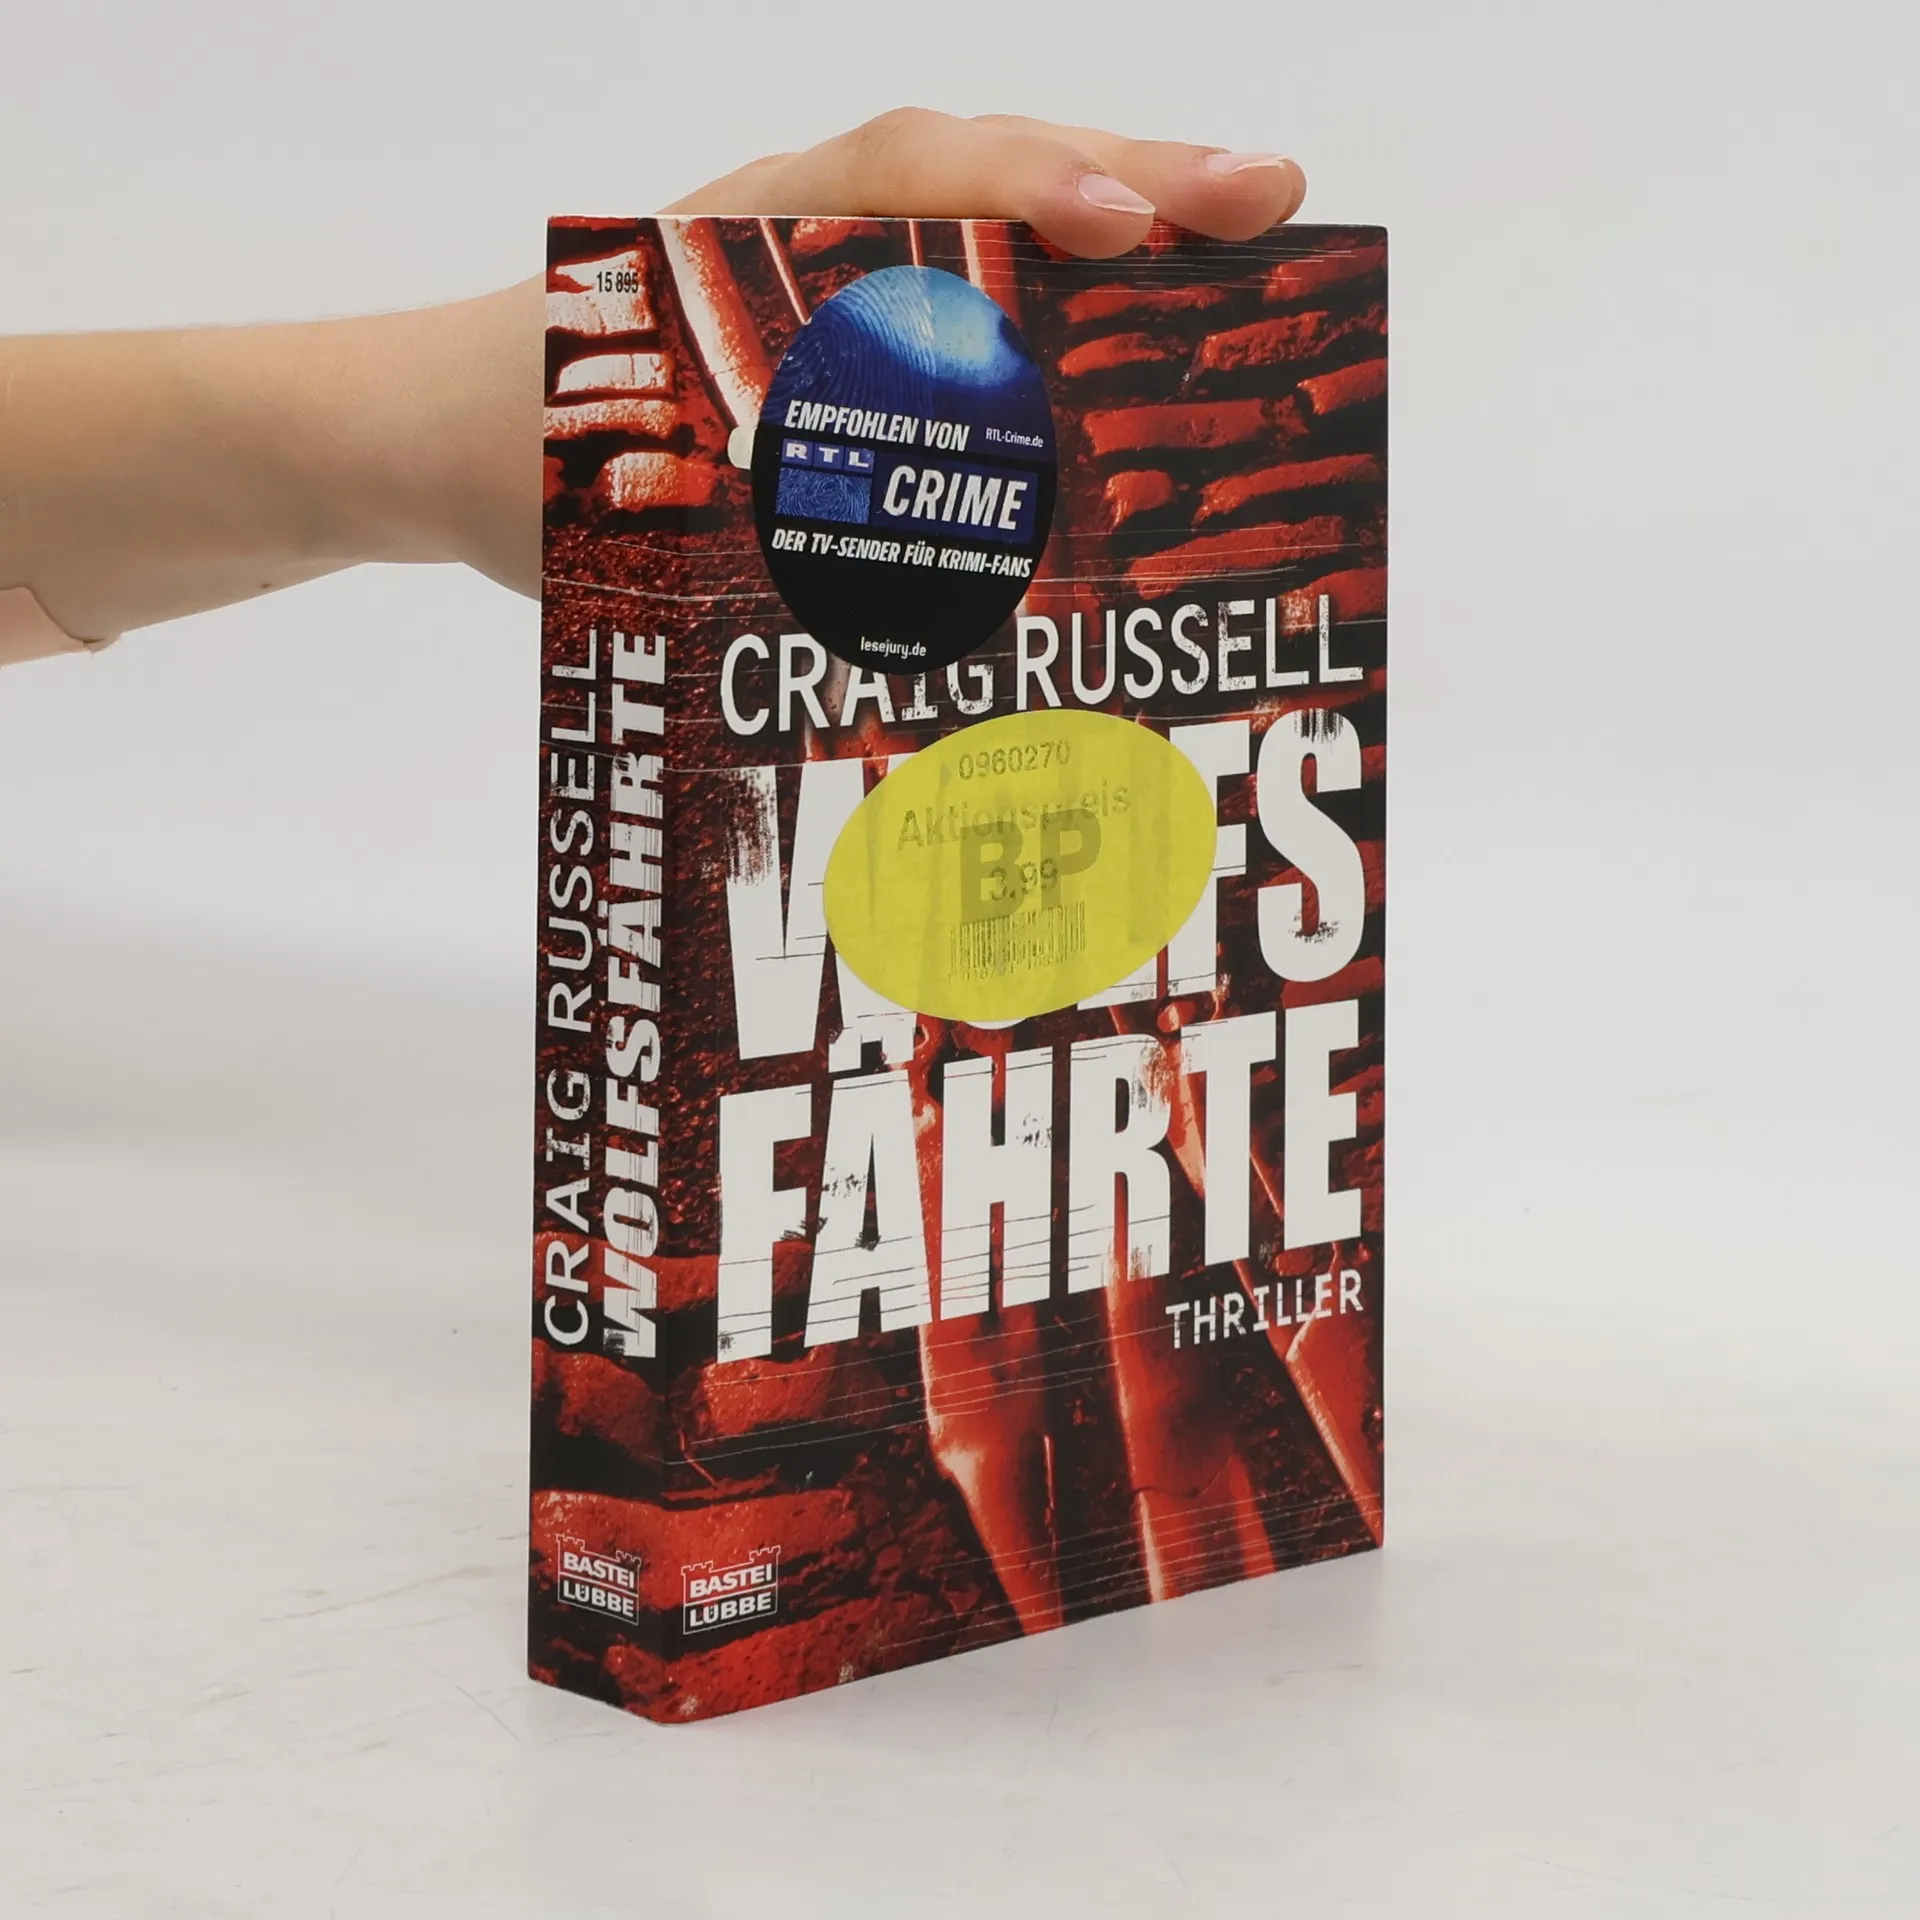 15 895
CRAIG RUSSELL
WOLFSFÄHRTE
BASTEI
LÜBBE
EMPFOHLEN VON
RTL-Crime.de
RTL
CRIME
DER TV-SENDER FÜR KRIMI-FANS
lesejury.de
CRAIG RUSSELL
0960270
Aktionspreis
BP
3,99
WOLFS
FÄHRTE
THRILLER
BASTEI
LÜBBE